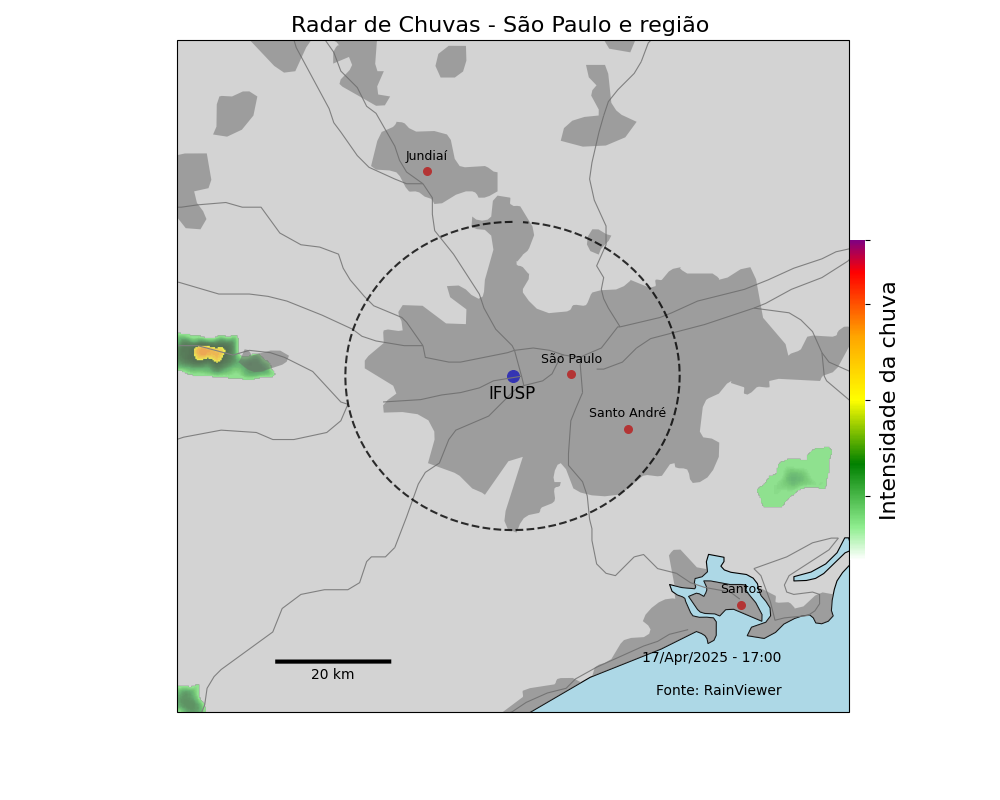 Radar de Chuvas - São Paulo e região
Jundiaí
São Paulo
IFUSP
Santo André
Intensidade da chuva
Santos
17/Apr/2025 - 17:00
20 km
Fonte: RainViewer